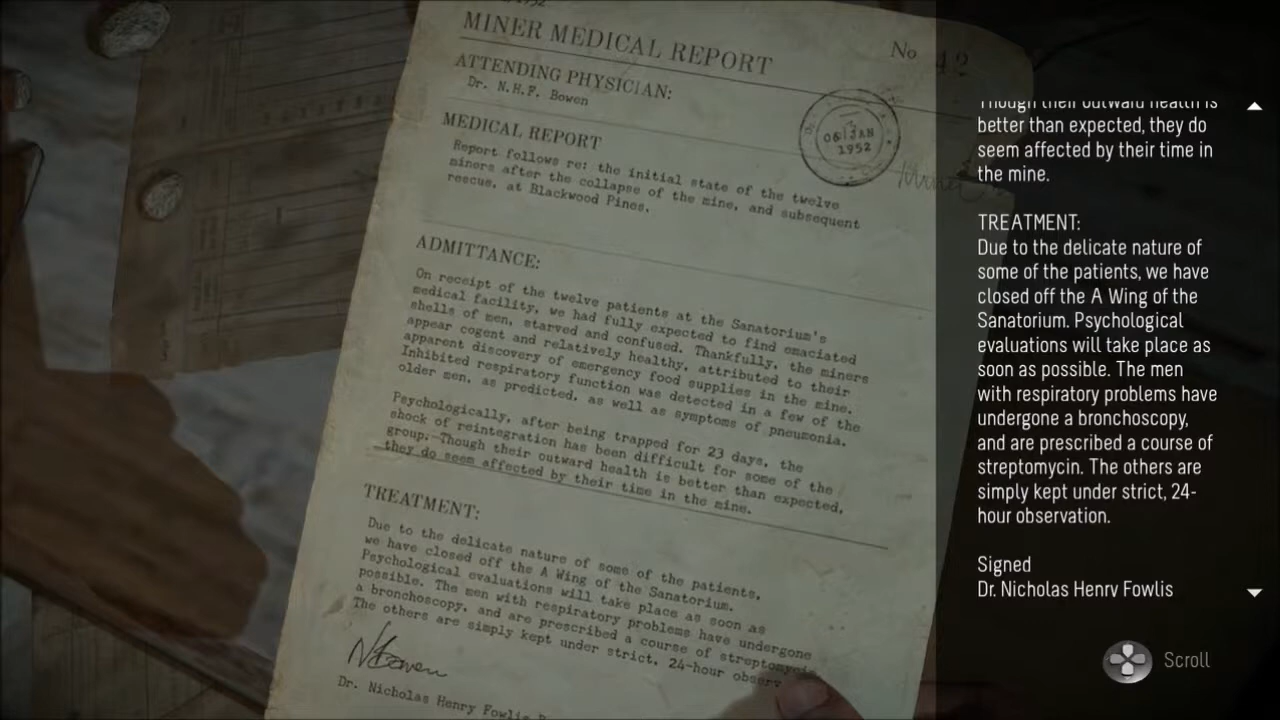 MINER MEDICAL REPORT
No 42
ATTENDING PHYSICIAN:
Dr. N.H.F. Bowen
06 JAN
1952
MEDICAL REPORT
Report follows re: the initial state of the twelve
miners after the collapse of the mine, and subsequent
rescue, at Blackwood Pines.
ADMITTANCE:
On receipt of the twelve patients at the Sanatorium's
medical facility, we had fully expected to find emaciated
shells of men, starved and confused. Thankfully, the miners
appear cogent and relatively healthy, attributed to their
apparent discovery of emergency food supplies in the mine.
Inhibited respiratory function was detected in a few of the
older men, as predicted, as well as symptoms of pneumonia.
Psychologically, after being trapped for 23 days, the
shock of reintegration has been difficult for some of the
group. Though their outward health is better than expected,
they do seem affected by their time in the mine.
TREATMENT:
Due to the delicate nature of some of the patients,
we have closed off the A Wing of the Sanatorium.
Psychological evaluations will take place as soon as
possible. The men with respiratory problems have undergone
a bronchoscopy, and are prescribed a course of streptomycin
The others are simply kept under strict, 24-hour observ
NBowen
Dr. Nicholas Henry Fowlis B
Though their outward health is
better than expected, they do
seem affected by their time in
the mine.
TREATMENT:
Due to the delicate nature of
some of the patients, we have
closed off the A Wing of the
Sanatorium. Psychological
evaluations will take place as
soon as possible. The men
with respiratory problems have
undergone a bronchoscopy,
and are prescribed a course of
streptomycin. The others are
simply kept under strict, 24-
hour observation.
Signed
Dr. Nicholas Henry Fowlis
Scroll